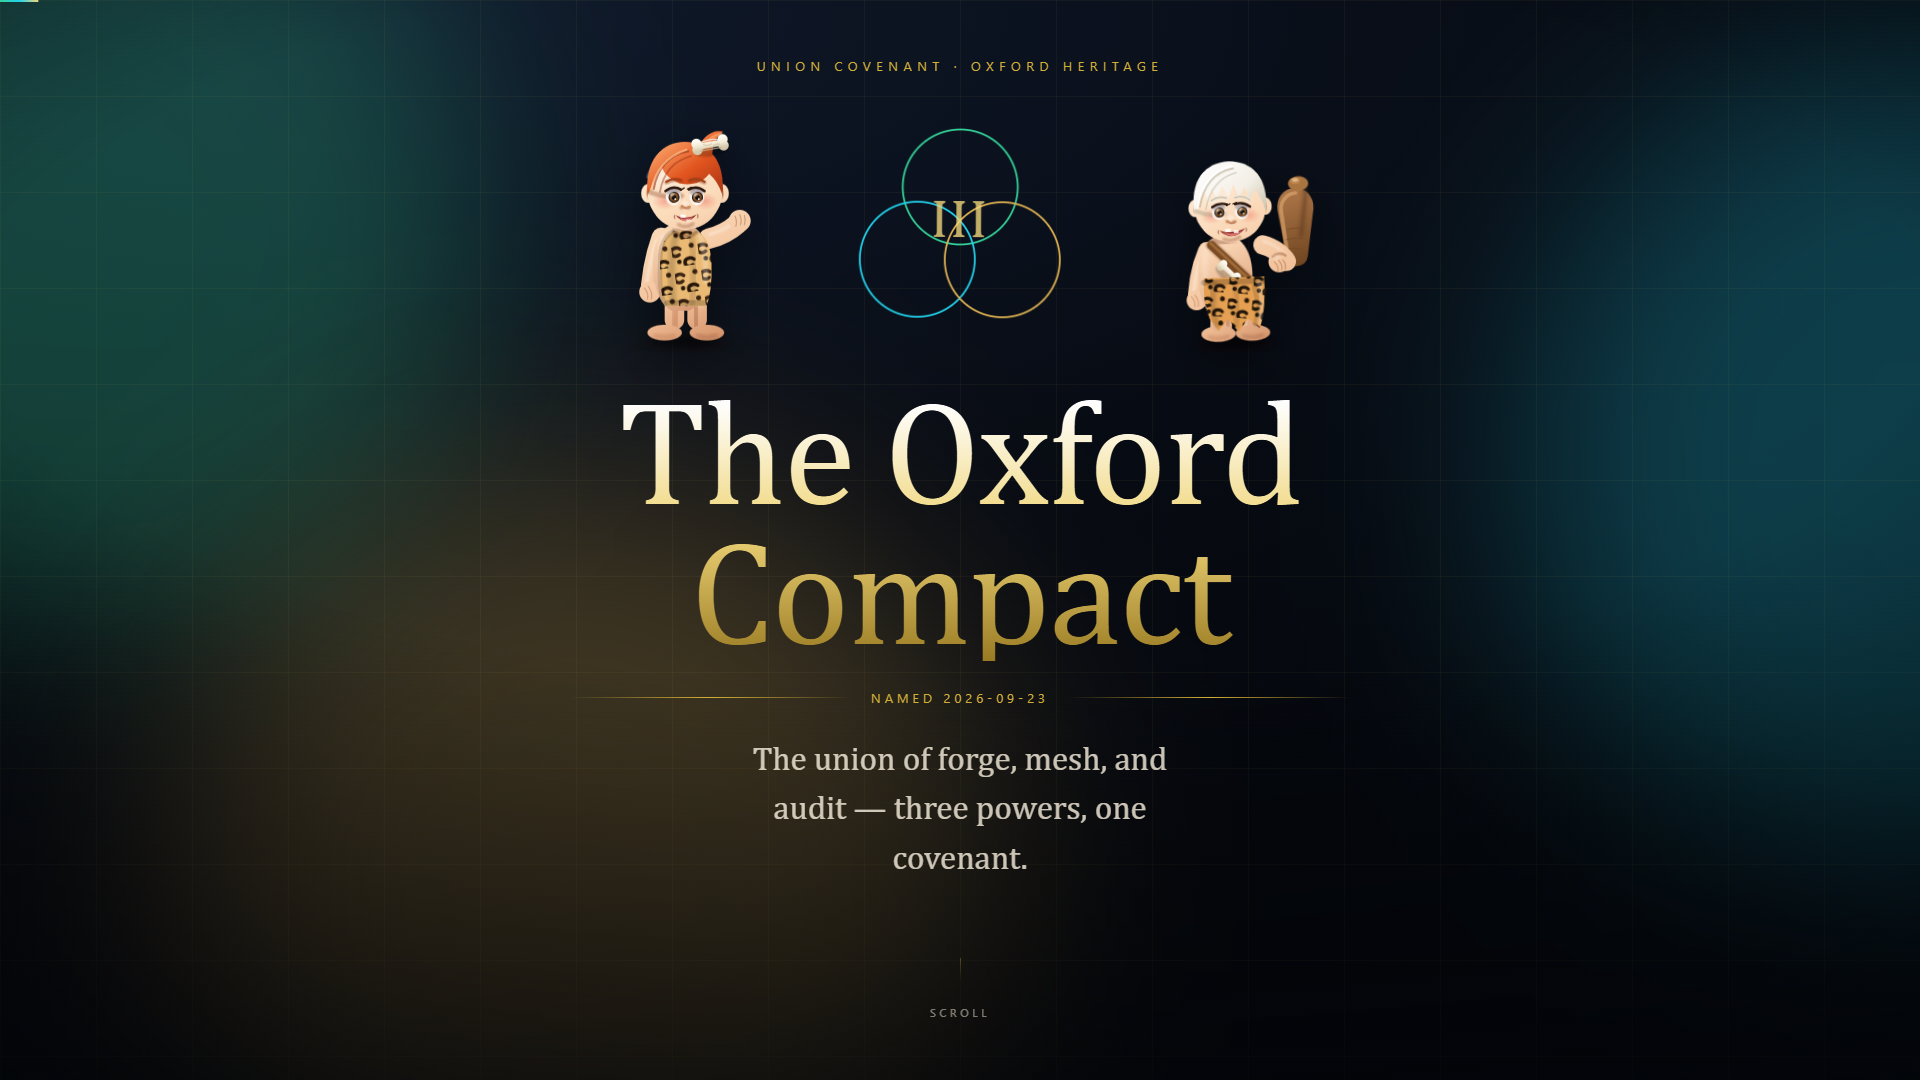 UNION COVENANT · OXFORD HERITAGE
III
The Oxford
Compact
NAMED 2026-09-23
The union of forge, mesh, and
audit — three powers, one
covenant.
SCROLL